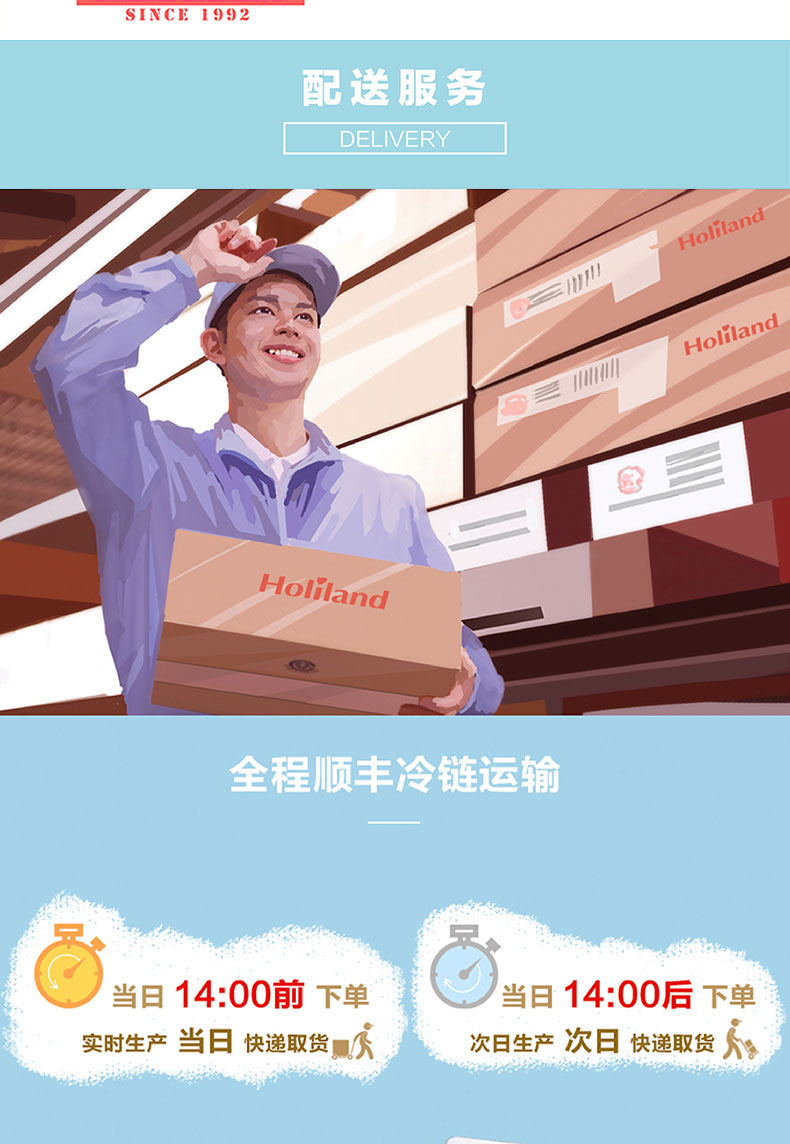 SINCE 1992
配送服务
DELIVERY
Holiland
Holiland
Holiland
全程顺丰冷链运输
当日 14:00前 下单
实时生产 当日 快递取货
当日 14:00后 下单
次日生产 次日 快递取货